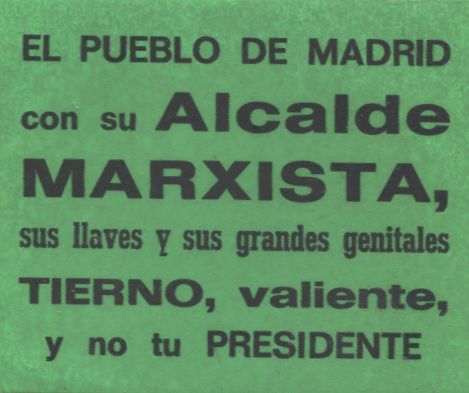 EL PUEBLO DE MADRID
con su Alcalde
MARXISTA,
sus llaves y sus grandes genitales
TIERNO, valiente,
y no tu PRESIDENTE